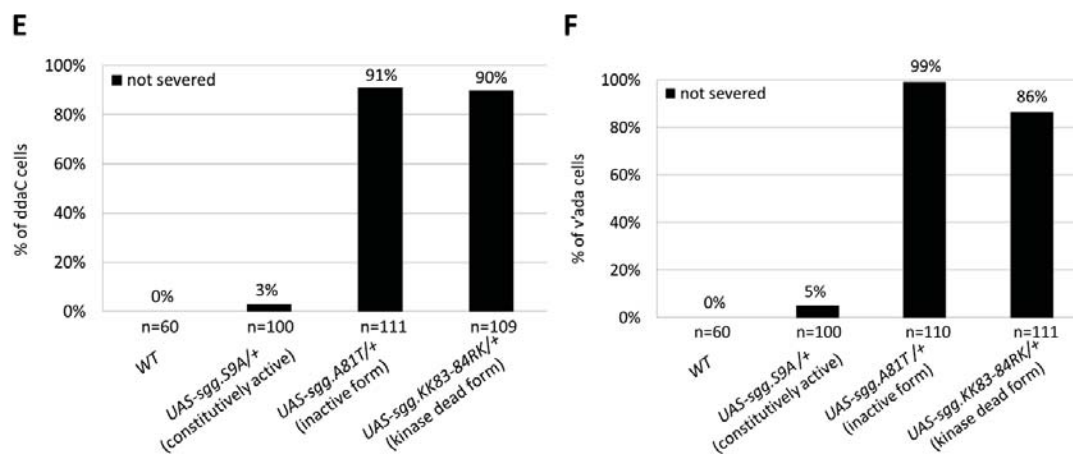 E
% of ddaC cells
100%
80%
60%
40%
20%
0%
not severed
0%
3%
91%
90%
n=60
n=100
n=111
n=109
WT
UAS-sgg.S9A/+
(constitutively active)
UAS-sgg.A81T/+
(inactive form)
UAS-sgg.KK83-84RK/+
(kinase dead form)
F
% of v'ada cells
100%
80%
60%
40%
20%
0%
not severed
0%
5%
99%
86%
n=60
n=100
n=110
n=111
WT
UAS-sgg.S9A/+
(constitutively active)
UAS-sgg.A81T/+
(inactive form)
UAS-sgg.KK83-84RK/+
(kinase dead form)